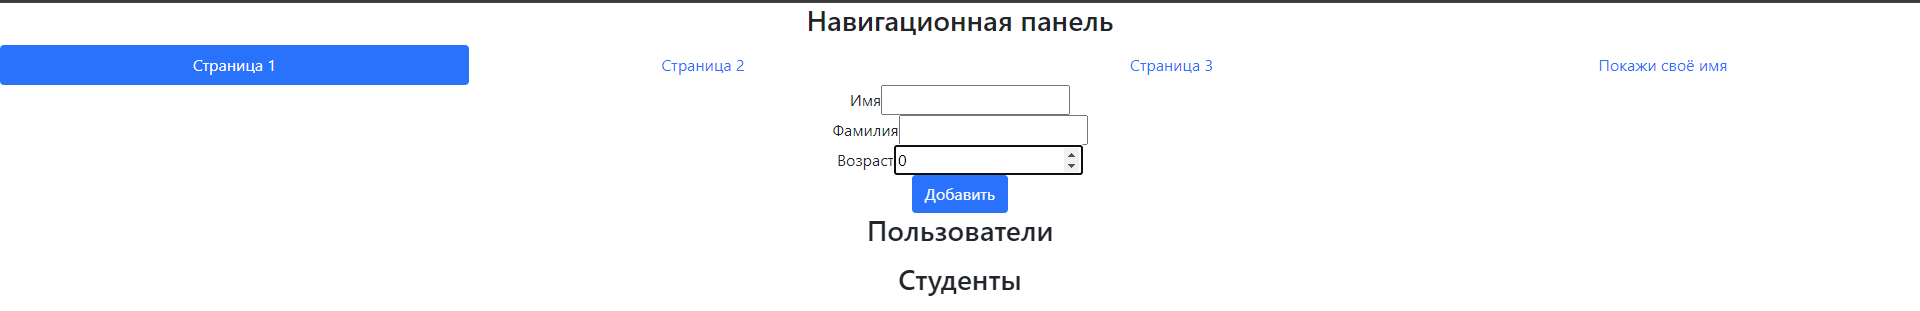 Навигационная панель
Страница 1 Страница 2 Страница 3 Покажи своё имя
Имя
Фамилия
Возраст 0
Добавить
Пользователи
Студенты